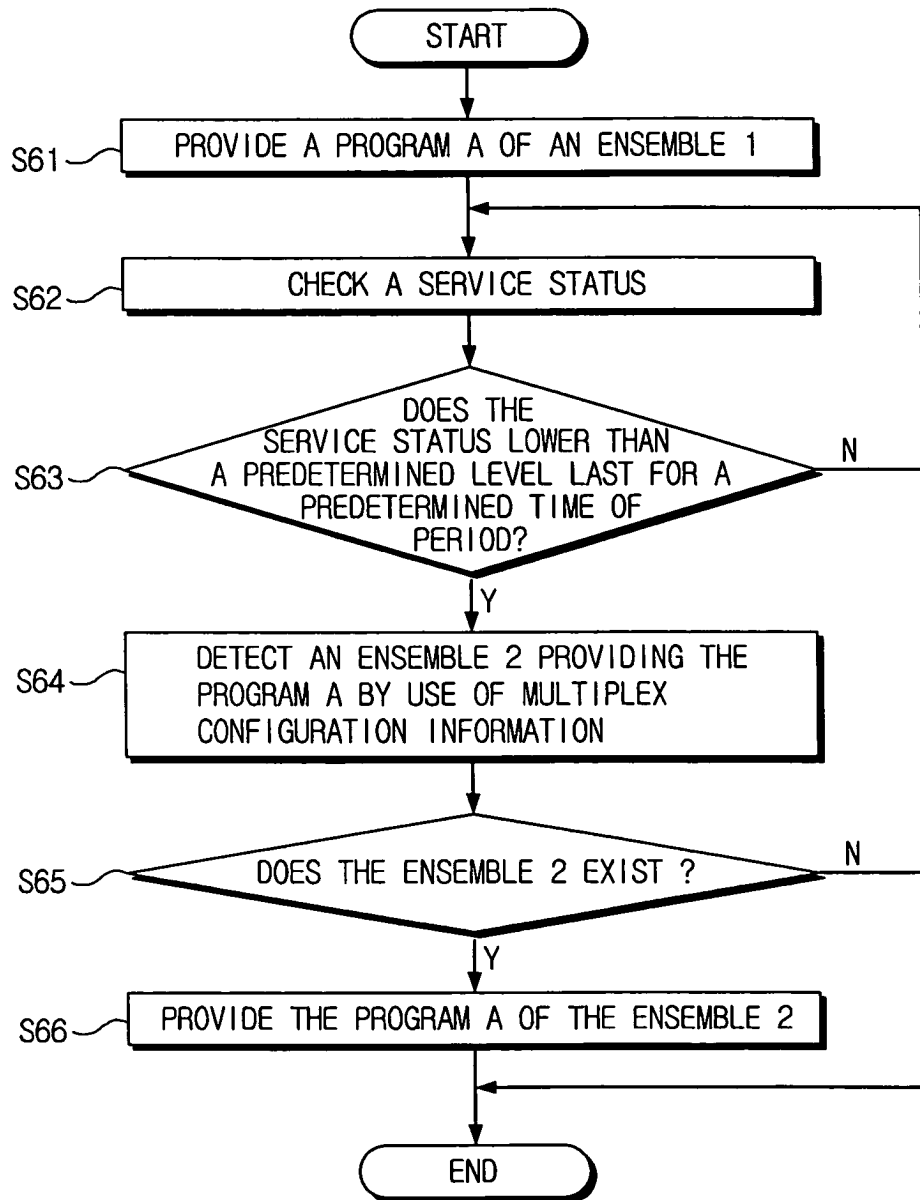 START
S61
PROVIDE A PROGRAM A OF AN ENSEMBLE 1
S62
CHECK A SERVICE STATUS
S63
DOES THE
SERVICE STATUS LOWER THAN
A PREDETERMINED LEVEL LAST FOR A
PREDETERMINED TIME OF
PERIOD?
N
Y
S64
DETECT AN ENSEMBLE 2 PROVIDING THE
PROGRAM A BY USE OF MULTIPLEX
CONFIGURATION INFORMATION
S65
DOES THE ENSEMBLE 2 EXIST ?
N
Y
S66
PROVIDE THE PROGRAM A OF THE ENSEMBLE 2
END